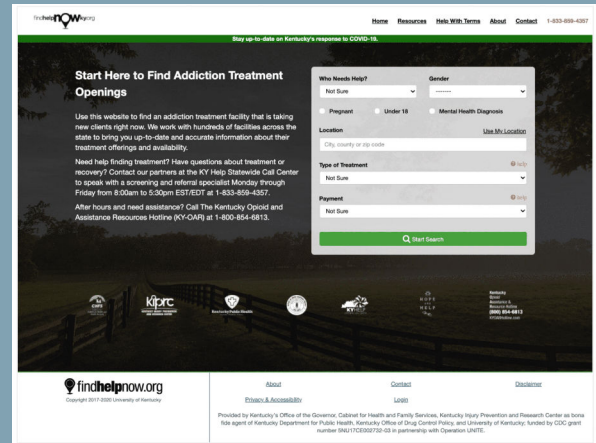 findhelpNOWky.org
Home Resources Help With Terms About Contact 1-833-859-4357
Stay up-to-date on Kentucky's response to COVID-19.
Start Here to Find Addiction Treatment
Openings
Use this website to find an addiction treatment facility that is taking
new clients right now. We work with hundreds of facilities across the
state to bring you up-to-date and accurate information about their
treatment offerings and availability.
Need help finding treatment? Have questions about treatment or
recovery? Contact our partners at the KY Help Statewide Call Center
to speak with a screening and referral specialist Monday through
Friday from 8:00am to 5:30pm EST/EDT at 1-833-859-4357.
After hours and need assistance? Call The Kentucky Opioid and
Assistance Resources Hotline (KY-OAR) at 1-800-854-6813.
Who Needs Help? Gender
Not Sure -------
Pregnant Under 18 Mental Health Diagnosis
Location Use My Location
City, county or zip code
Type of Treatment help
Not Sure
Payment help
Not Sure
Start Search
CHFS
kiprc
Kentucky Public Health
KYHELP
HOPE
HELP
Kentucky
(800) 854-6813
findhelpnow.org
Copyright 2017-2020 University of Kentucky
About Contact Disclaimer
Privacy & Accessibility Login
Provided by Kentucky's Office of the Governor, Cabinet for Health and Family Services, Kentucky Injury Prevention and Research Center as bona
fide agent of Kentucky Department for Public Health, Kentucky Office of Drug Control Policy, and University of Kentucky; funded by CDC grant
number 5NU17CE002732-03 in partnership with Operation UNITE.